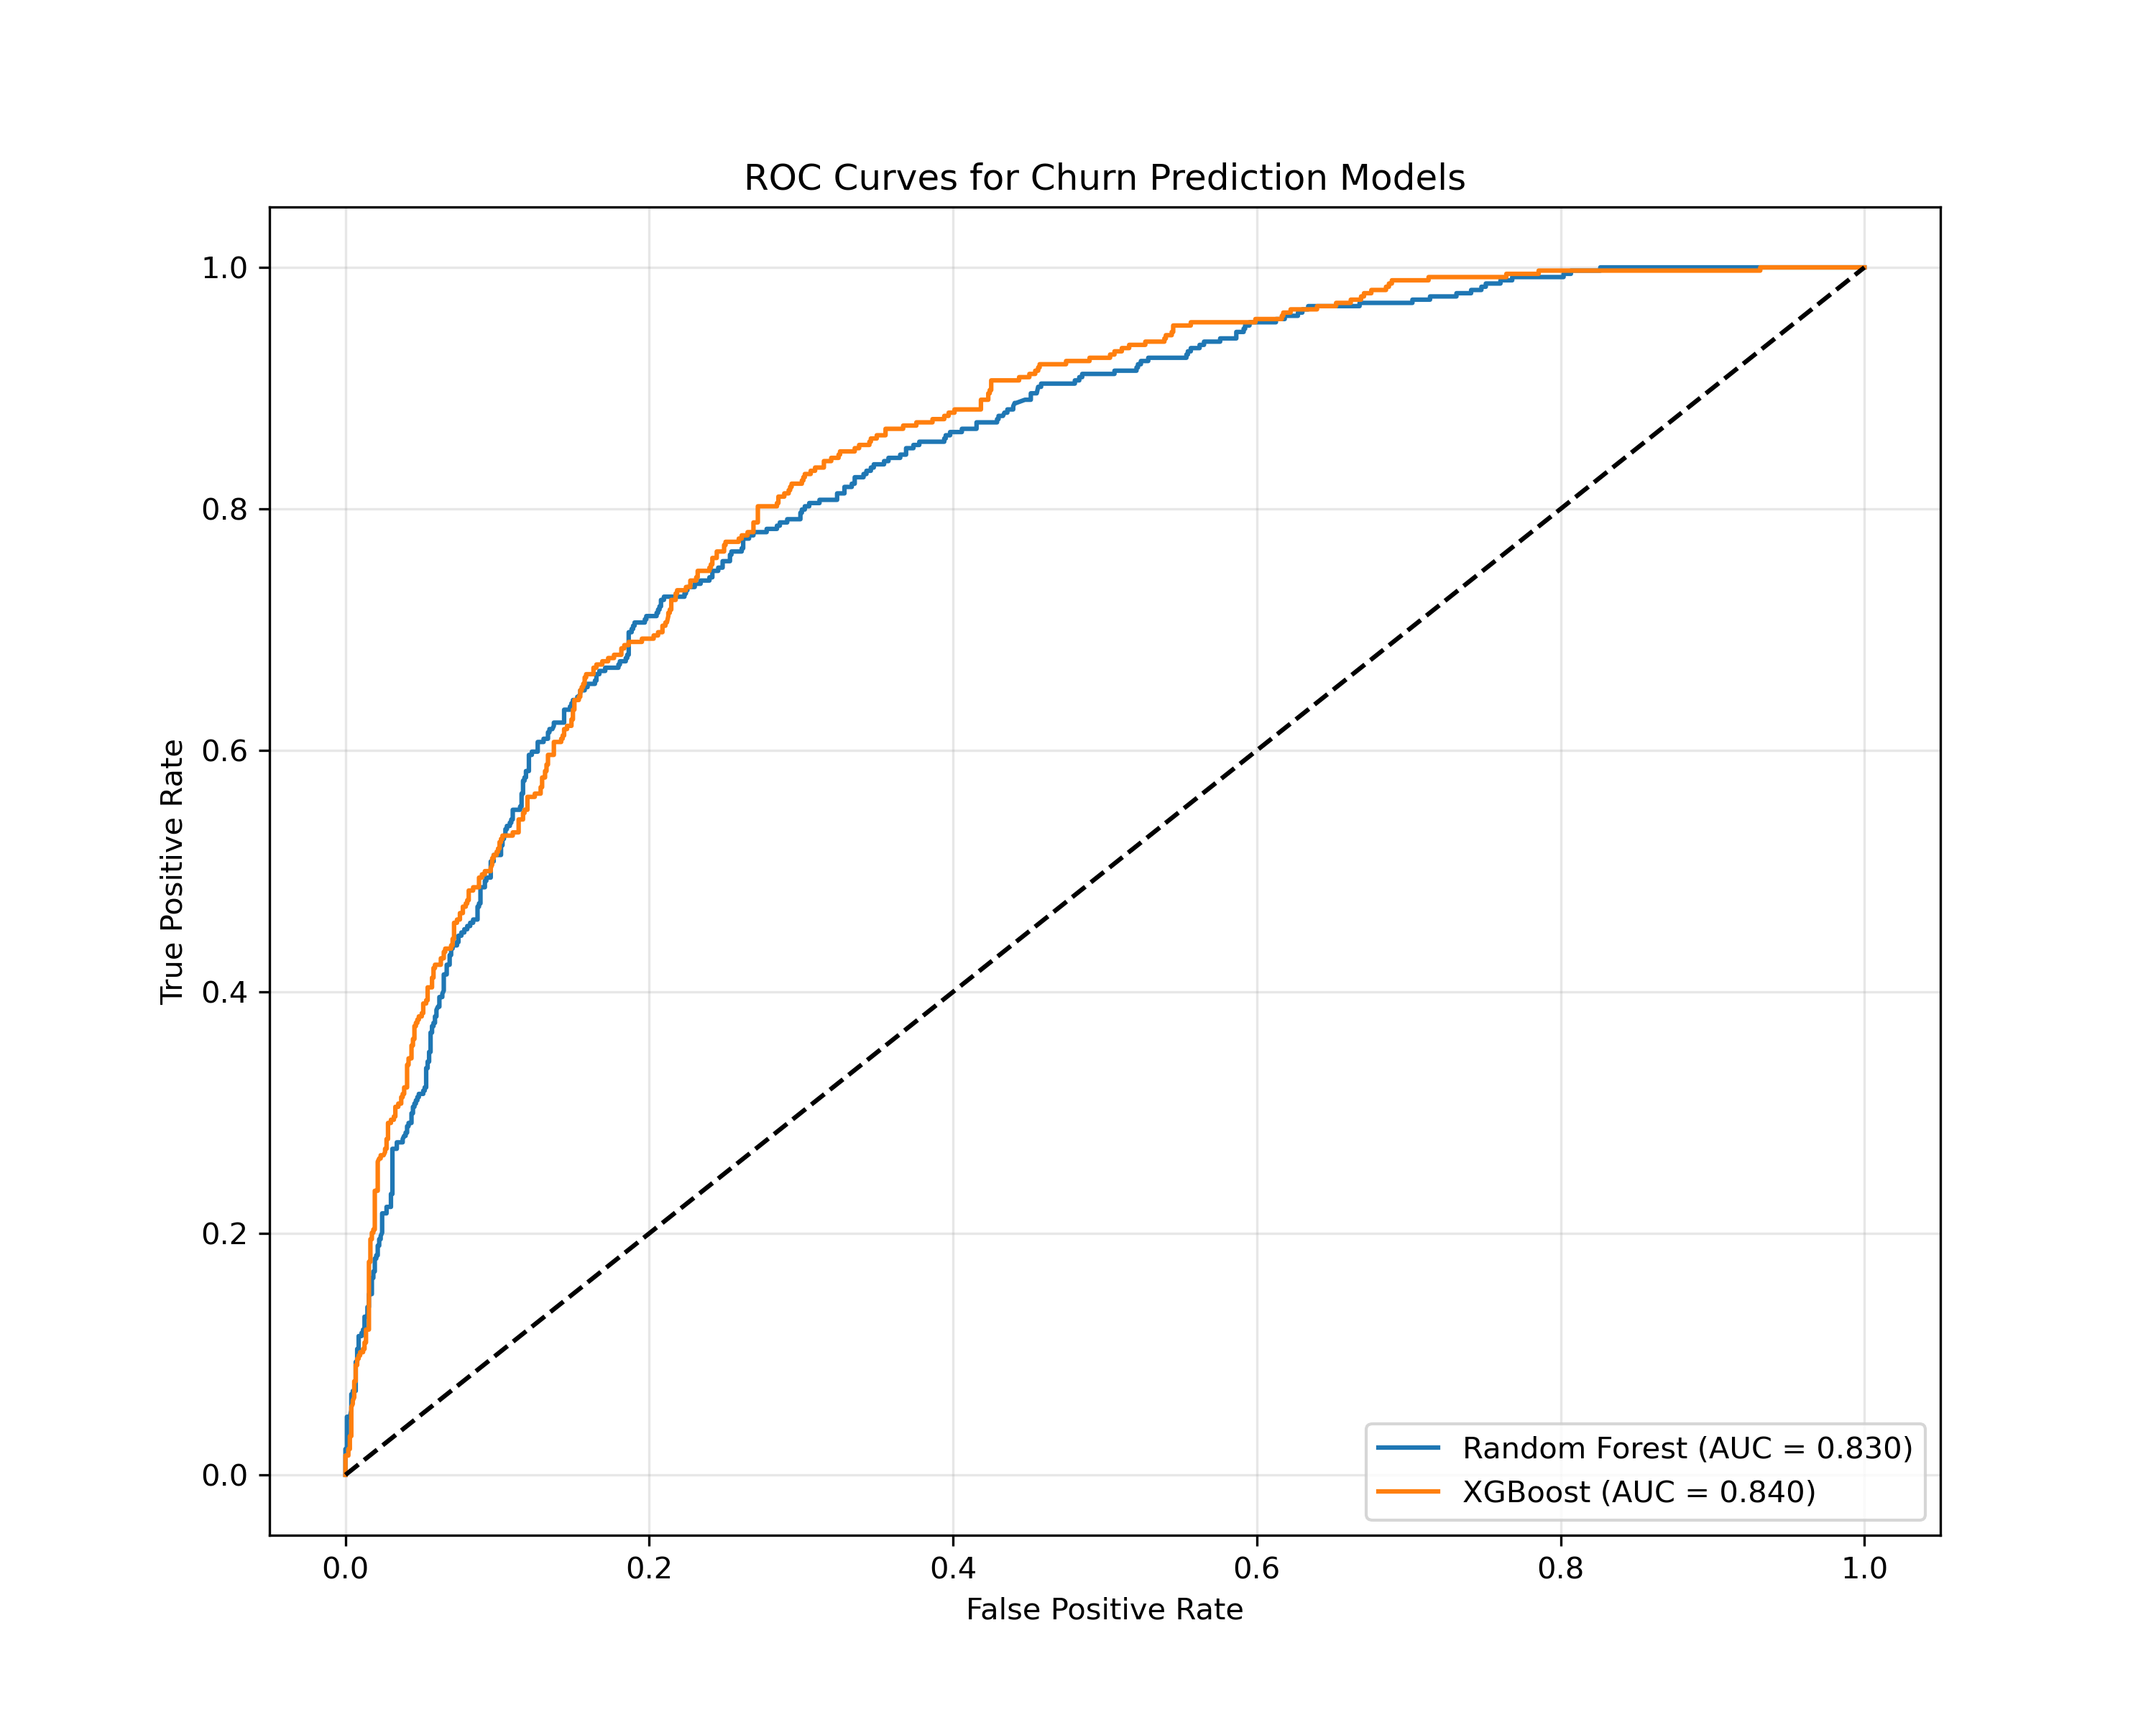 ROC Curves for Churn Prediction Models
1.0
0.8
0.6
0.4
0.2
0.0
True Positive Rate
Random Forest (AUC = 0.830)
XGBoost (AUC = 0.840)
0.0 0.2 0.4 0.6 0.8 1.0
False Positive Rate